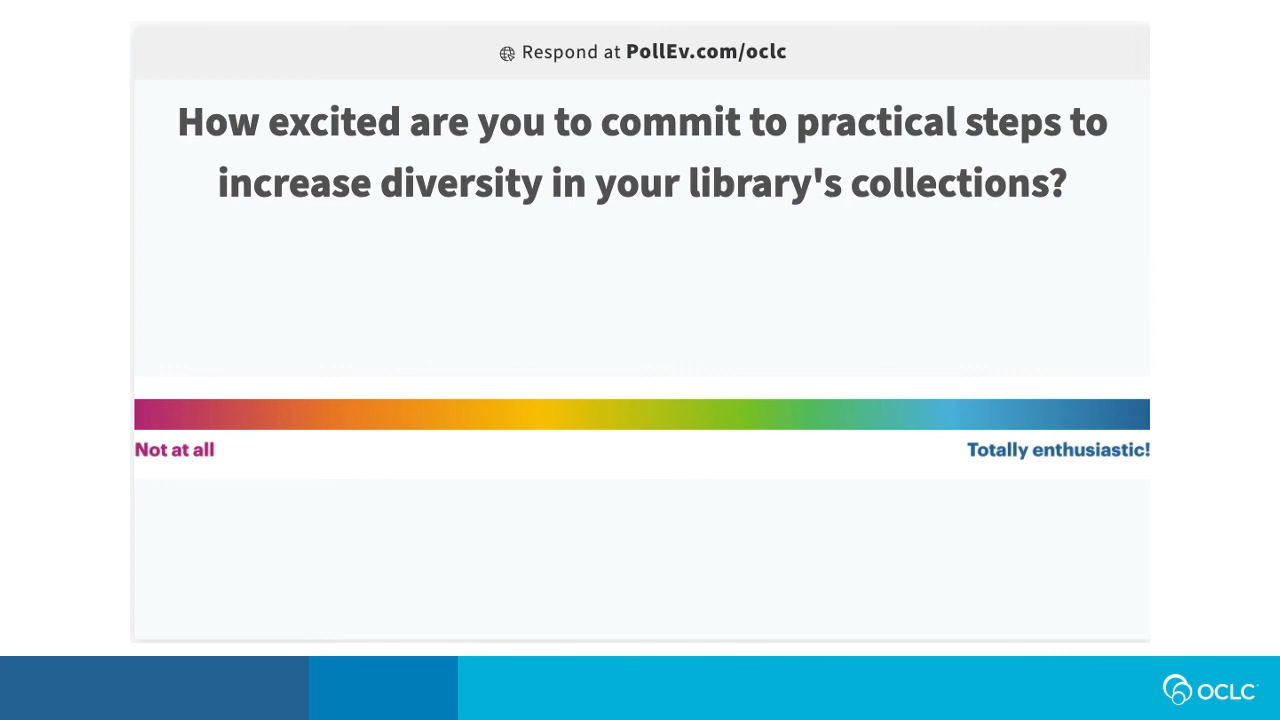 Respond at PollEv.com/oclc
How excited are you to commit to practical steps to
increase diversity in your library's collections?
Not at all
Totally enthusiastic!
OCLC